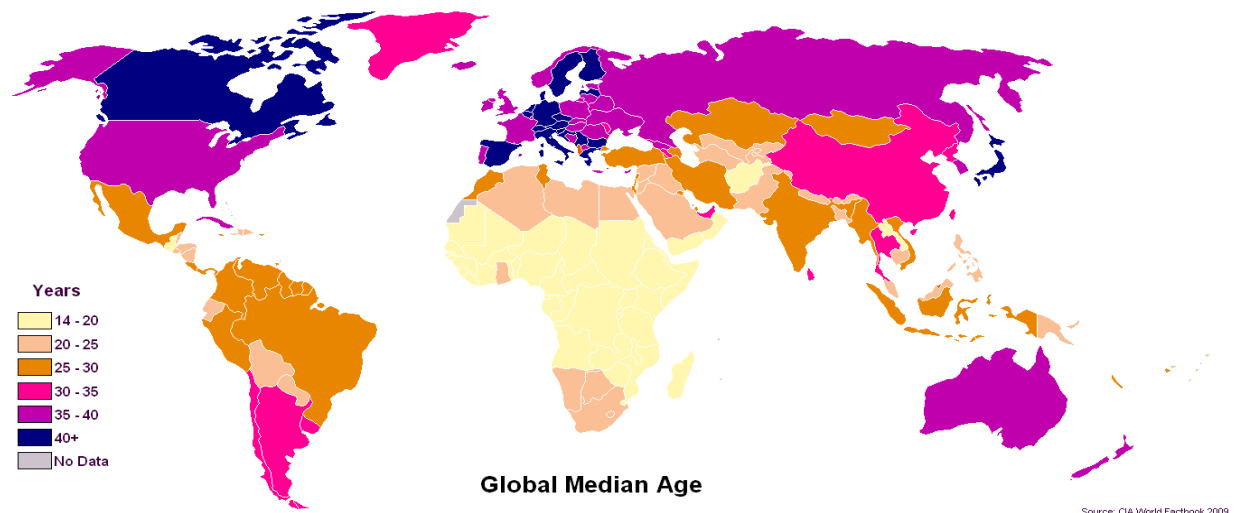 Years
14 - 20
20 - 25
25 - 30
30 - 35
35 - 40
40+
No Data
Global Median Age
Source: CIA World Factbook 2009